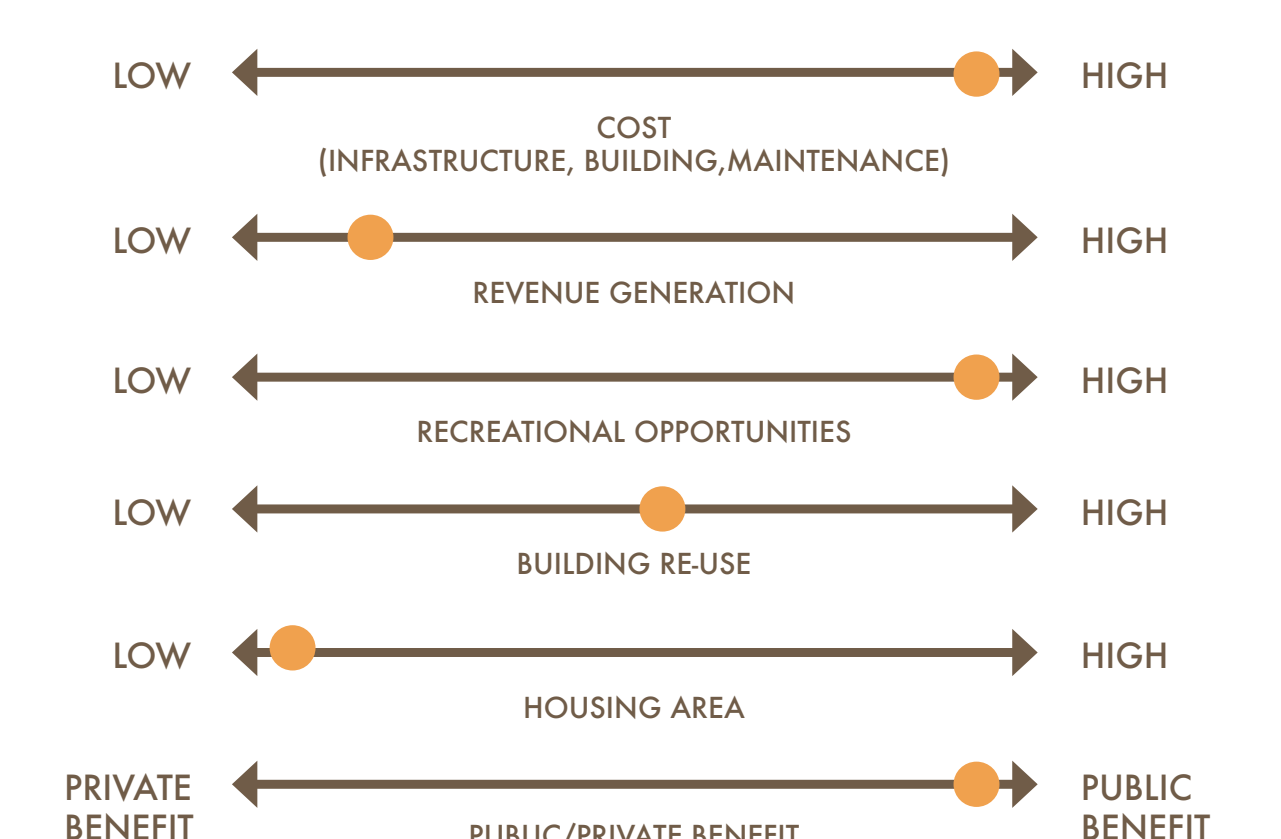 LOW HIGH
COST
(INFRASTRUCTURE, BUILDING,MAINTENANCE)
LOW HIGH
REVENUE GENERATION
LOW HIGH
RECREATIONAL OPPORTUNITIES
LOW HIGH
BUILDING RE-USE
LOW HIGH
HOUSING AREA
PRIVATE PUBLIC
BENEFIT BENEFIT
PUBLIC/PRIVATE BENEFIT